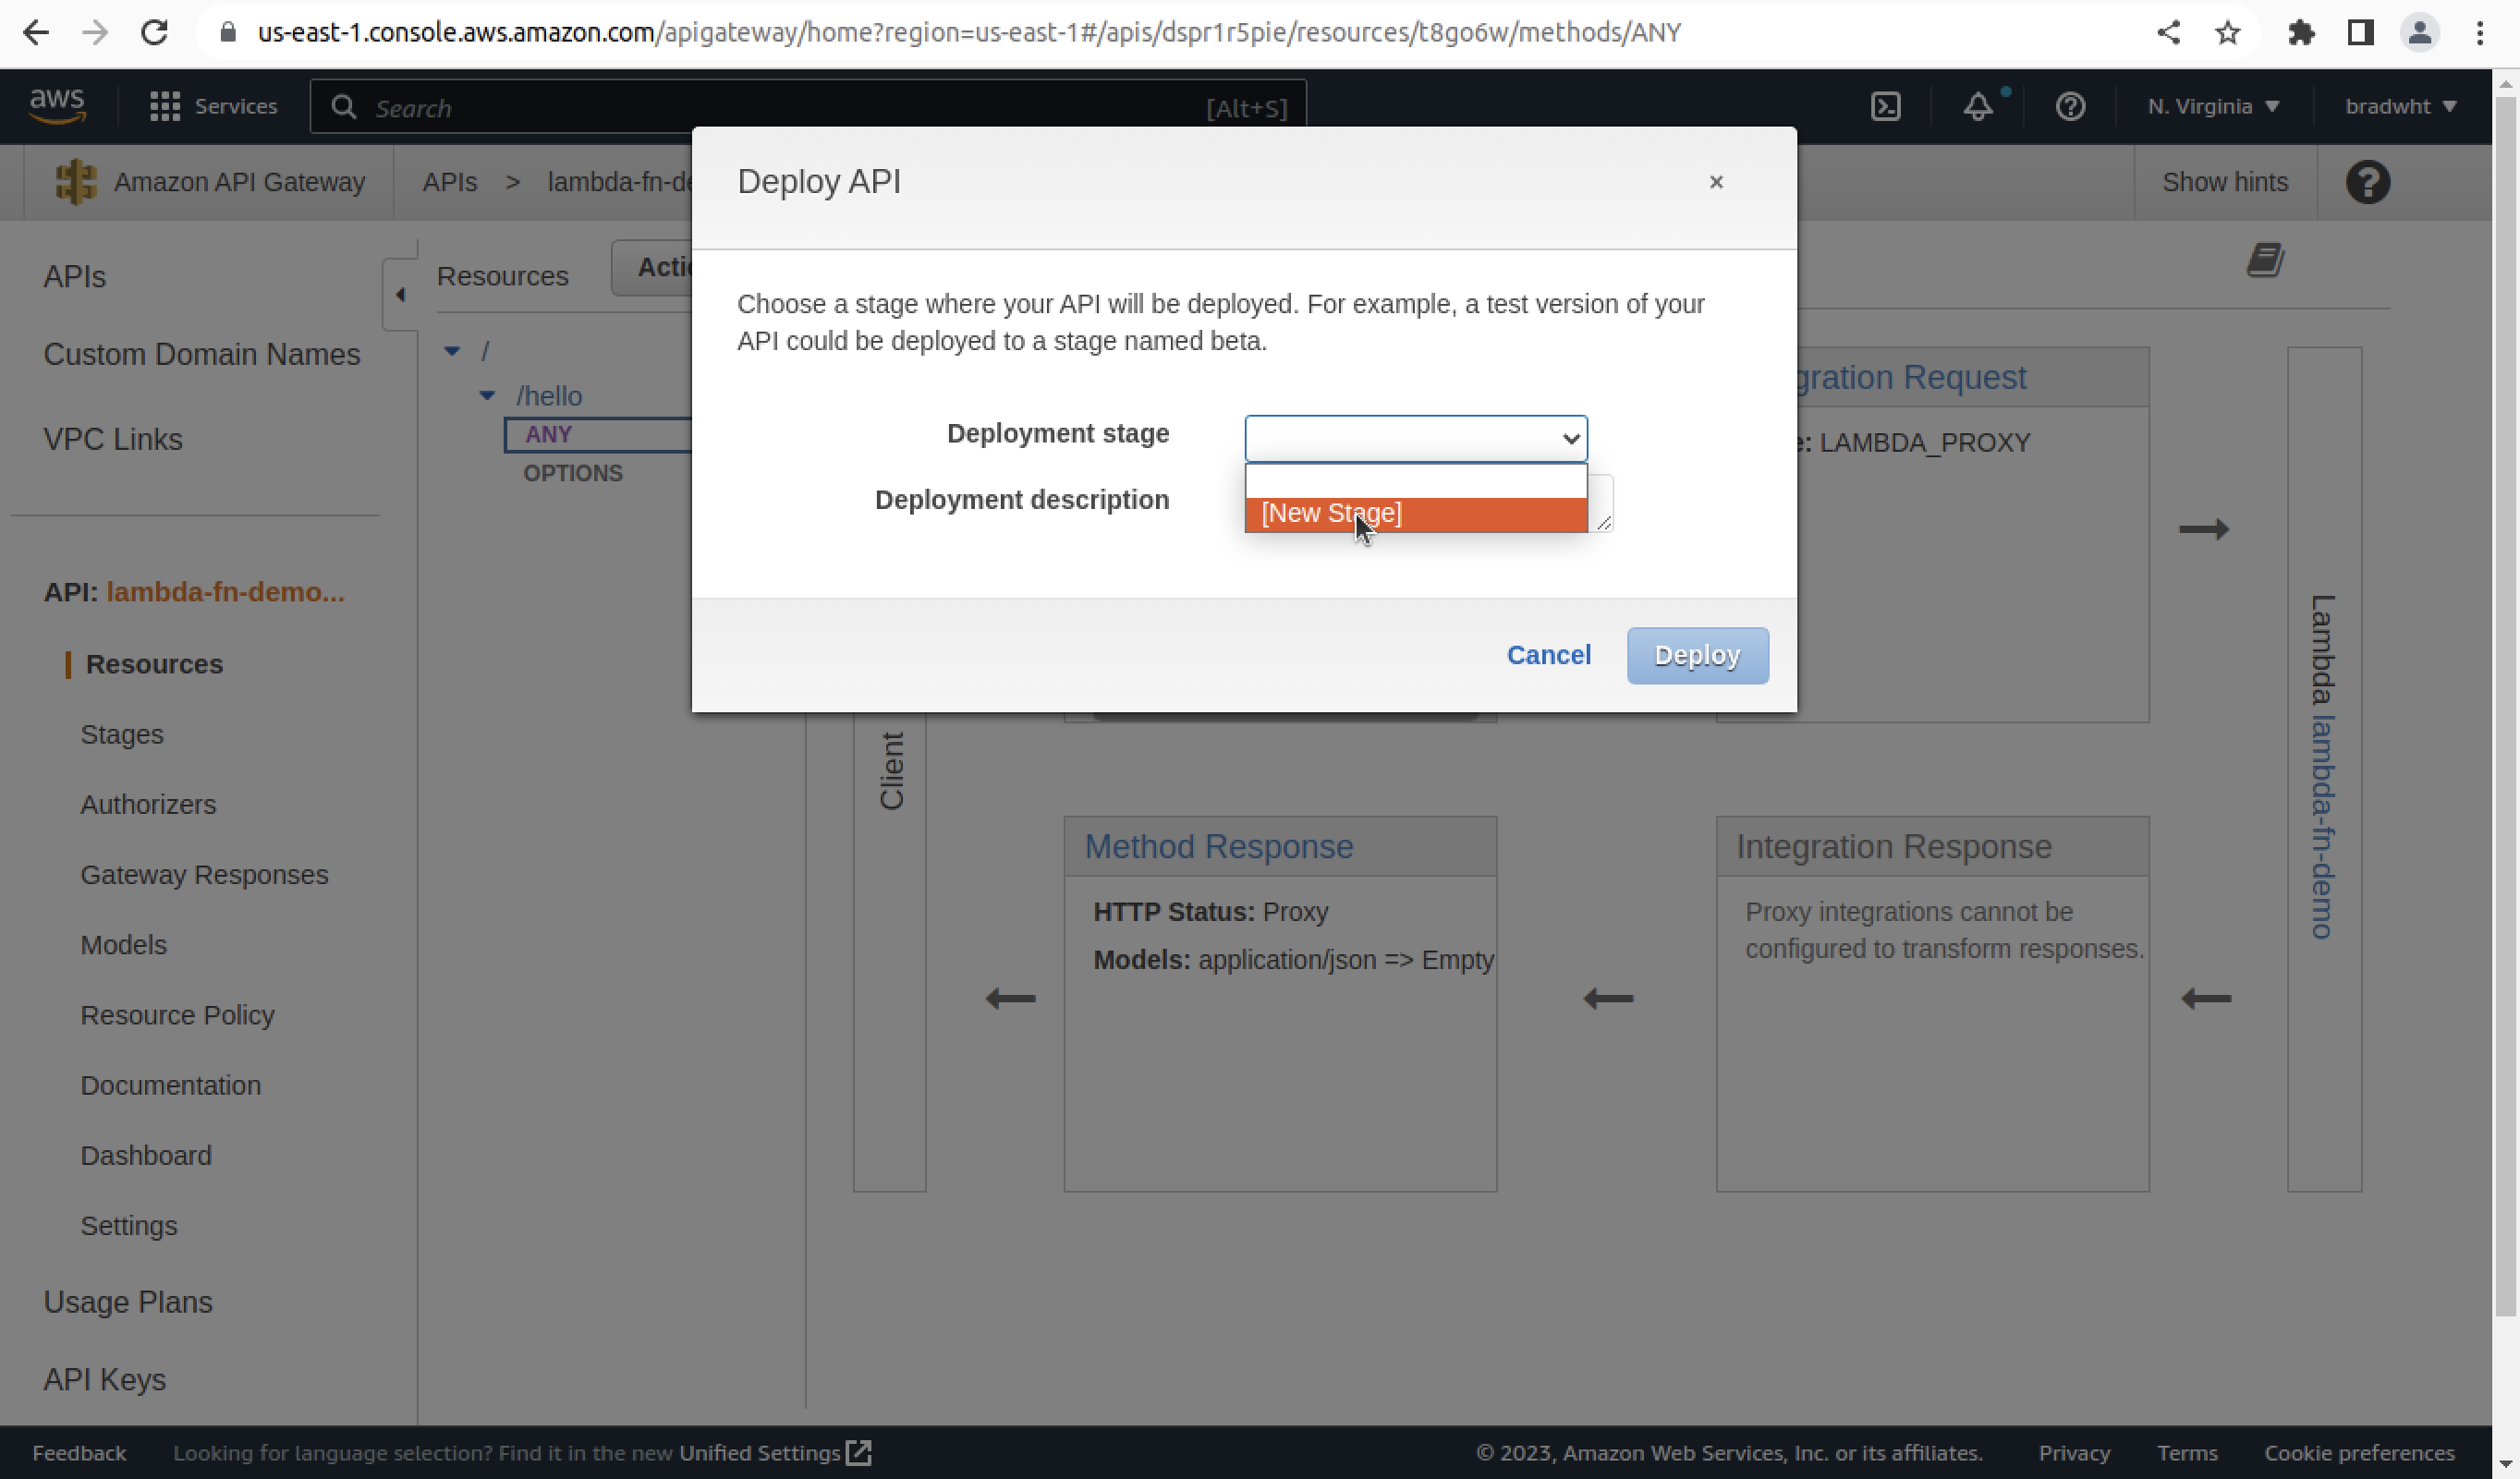 us-east-1.console.aws.amazon.com/apigateway/home?region=us-east-1#/apis/dspr1r5pie/resources/t8go6w/methods/ANY
aws
Services
Search
[Alt+S]
N. Virginia
bradwht
Amazon API Gateway
APIs > lambda-fn-de
Show hints
Deploy API
×
Choose a stage where your API will be deployed. For example, a test version of your
API could be deployed to a stage named beta.
Deployment stage
[New Stage]
Deployment description
Cancel
Deploy
APIs
Custom Domain Names
VPC Links
API: lambda-fn-demo...
Resources
Stages
Authorizers
Gateway Responses
Models
Resource Policy
Documentation
Dashboard
Settings
Usage Plans
API Keys
Resources
Actio
/
/hello
ANY
OPTIONS
gration Request
e: LAMBDA_PROXY
Client
Lambda lambda-fn-demo
Method Response
HTTP Status: Proxy
Models: application/json => Empty
Integration Response
Proxy integrations cannot be
configured to transform responses.
Feedback
Looking for language selection? Find it in the new Unified Settings
© 2023, Amazon Web Services, Inc. or its affiliates.
Privacy
Terms
Cookie preferences